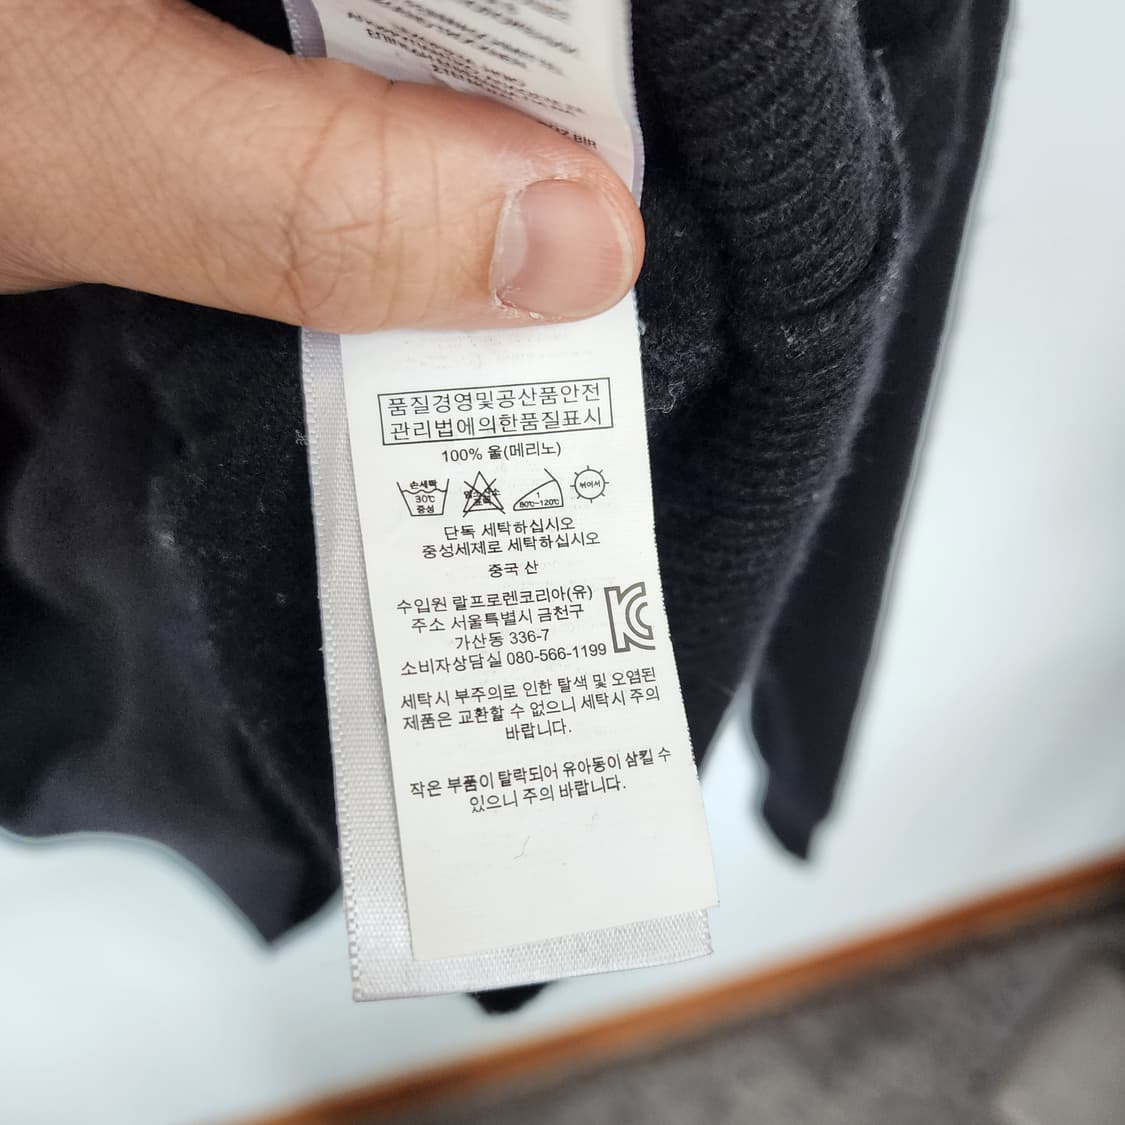 품질경영및공산품안전
관리법에의한품질표시
100% 울(메리노)
손세탁
30℃
중성
1
80℃~120℃
뉘어서
단독 세탁하십시오
중성세제로 세탁하십시오
중국 산
수입원 랄프로렌코리아(유)
주소 서울특별시 금천구
가산동 336-7
소비자상담실 080-566-1199
세탁시 부주의로 인한 탈색 및 오염된
제품은 교환할 수 없으니 세탁시 주의
바랍니다.
작은 부품이 탈락되어 유아동이 삼킬 수
있으니 주의 바랍니다.